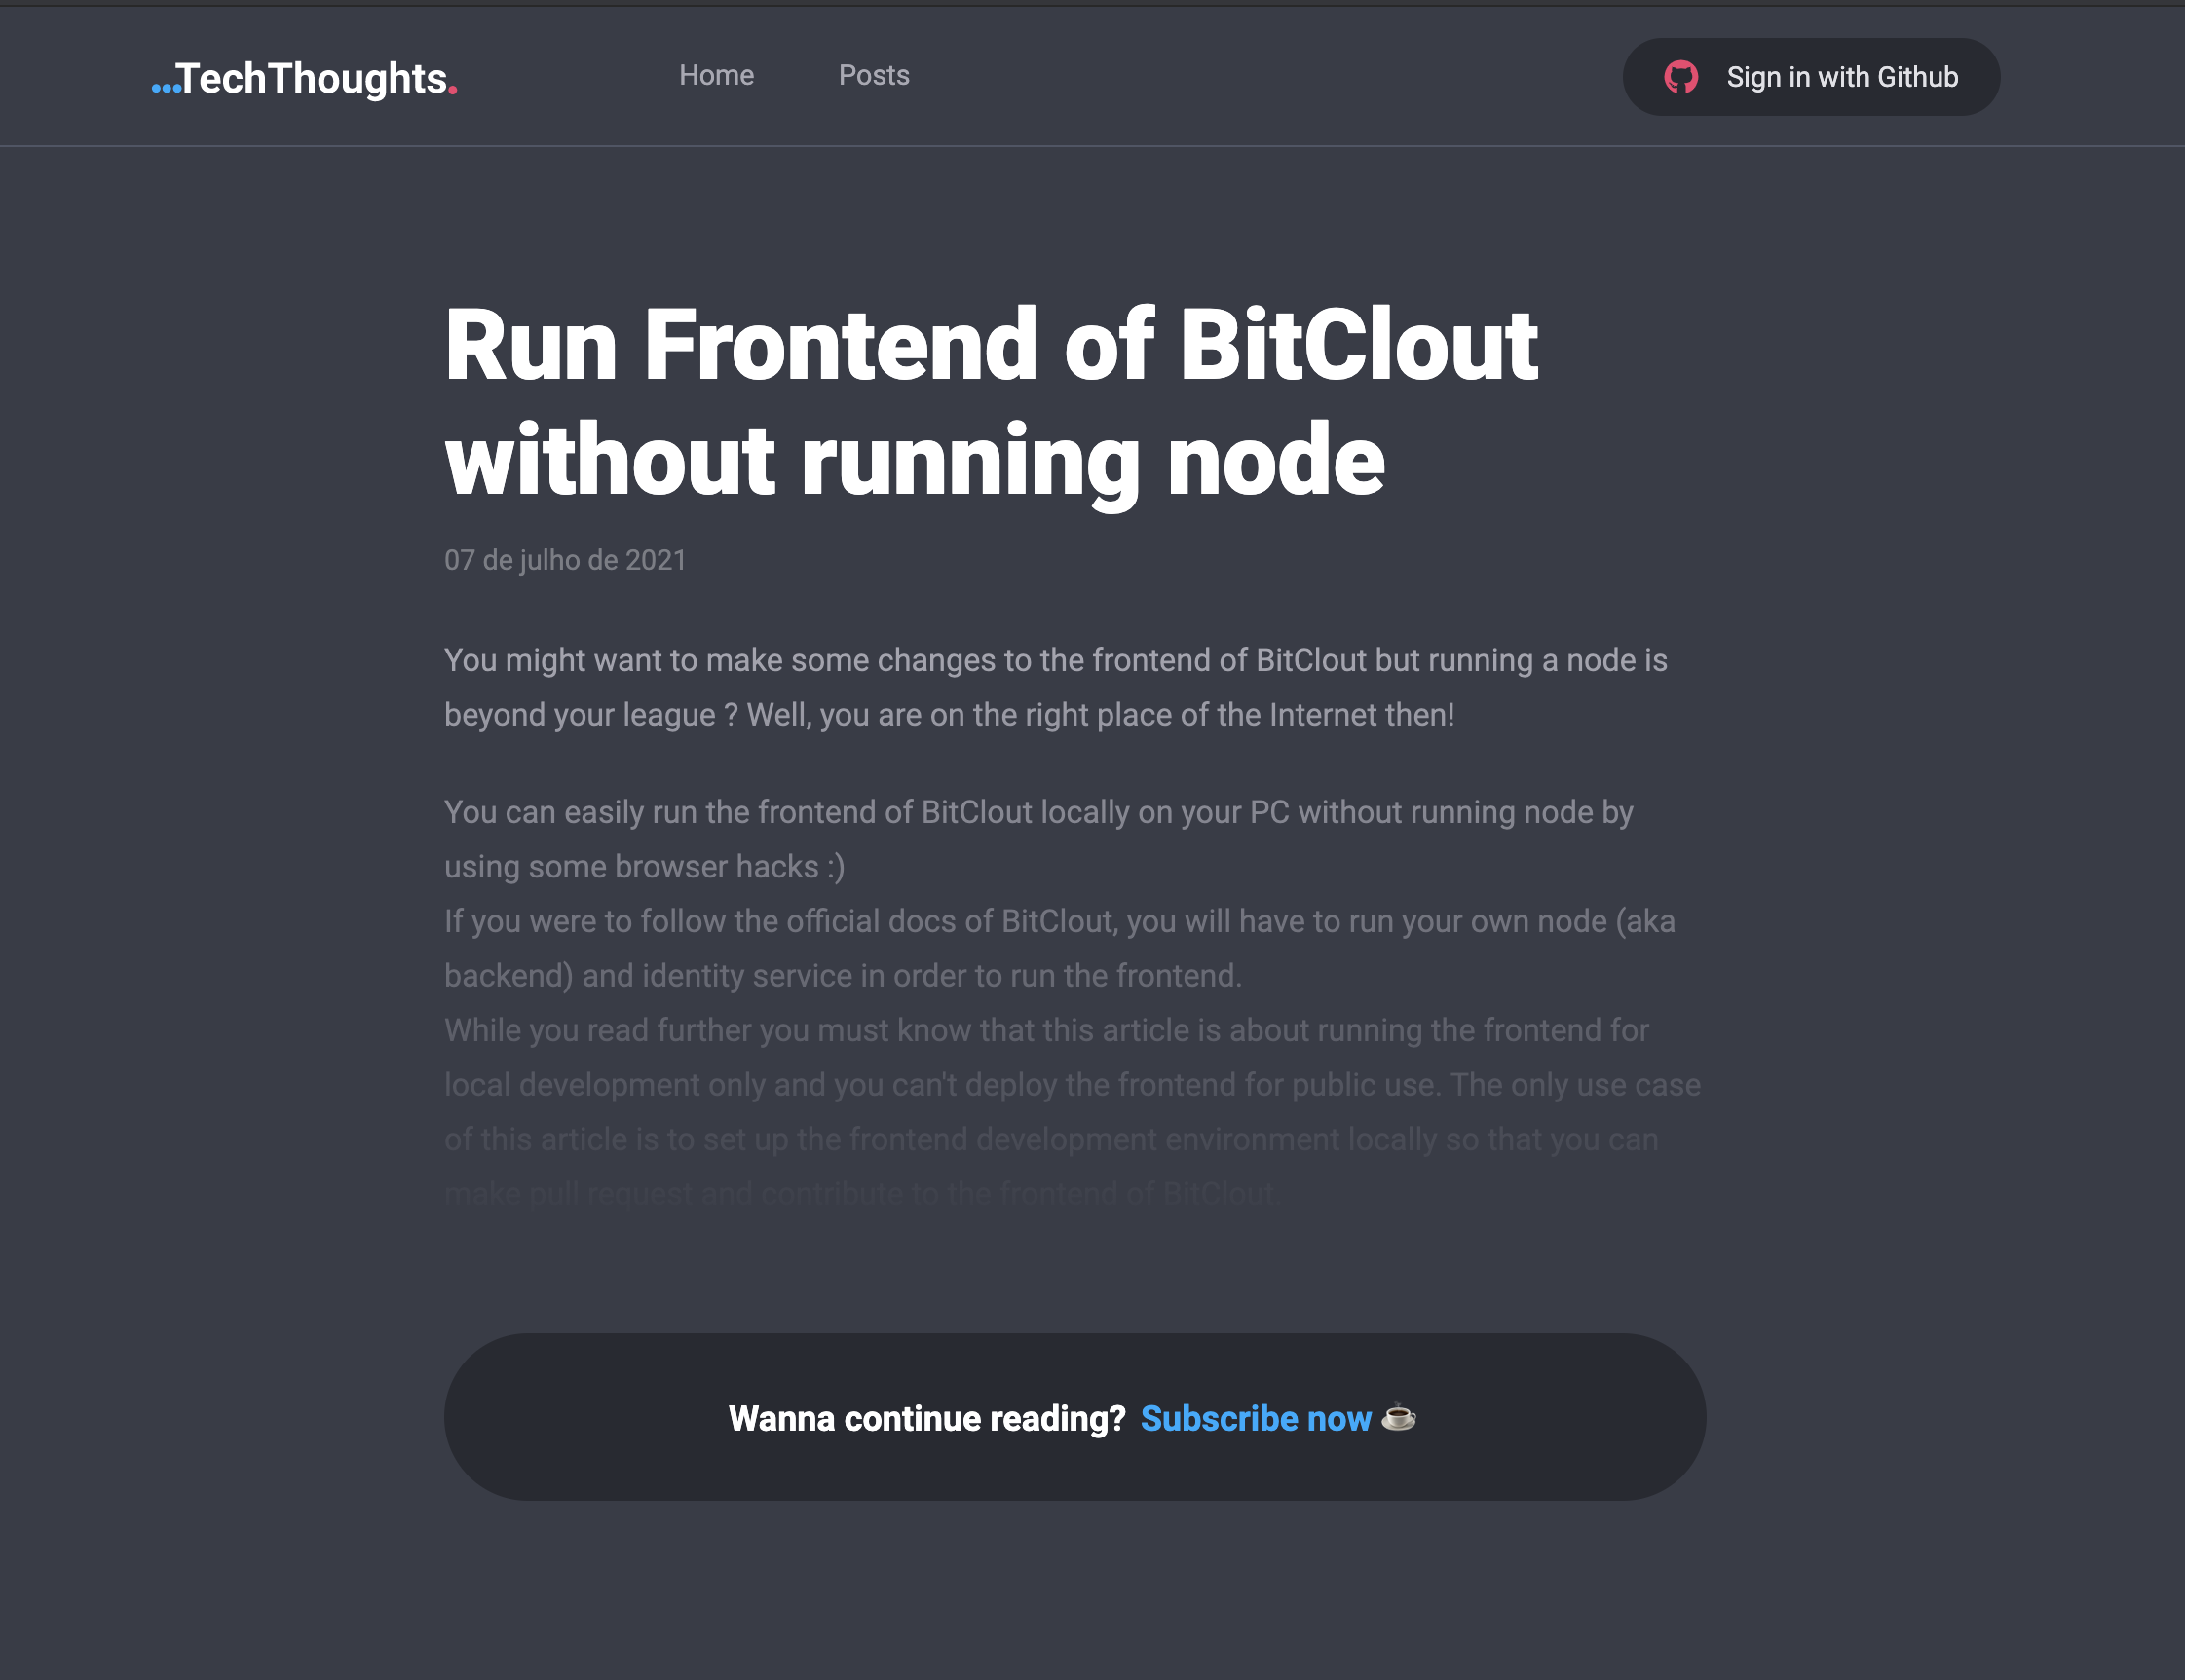 ...TechThoughts.
Home
Posts
Sign in with Github
Run Frontend of BitClout
without running node
07 de julho de 2021
You might want to make some changes to the frontend of BitClout but running a node is
beyond your league ? Well, you are on the right place of the Internet then!
You can easily run the frontend of BitClout locally on your PC without running node by
using some browser hacks :)
If you were to follow the official docs of BitClout, you will have to run your own node (aka
backend) and identity service in order to run the frontend.
While you read further you must know that this article is about running the frontend for
local development only and you can't deploy the frontend for public use. The only use case
of this article is to set up the frontend development environment locally so that you can
make pull request and contribute to the frontend of BitClout.
Wanna continue reading? Subscribe now ☕